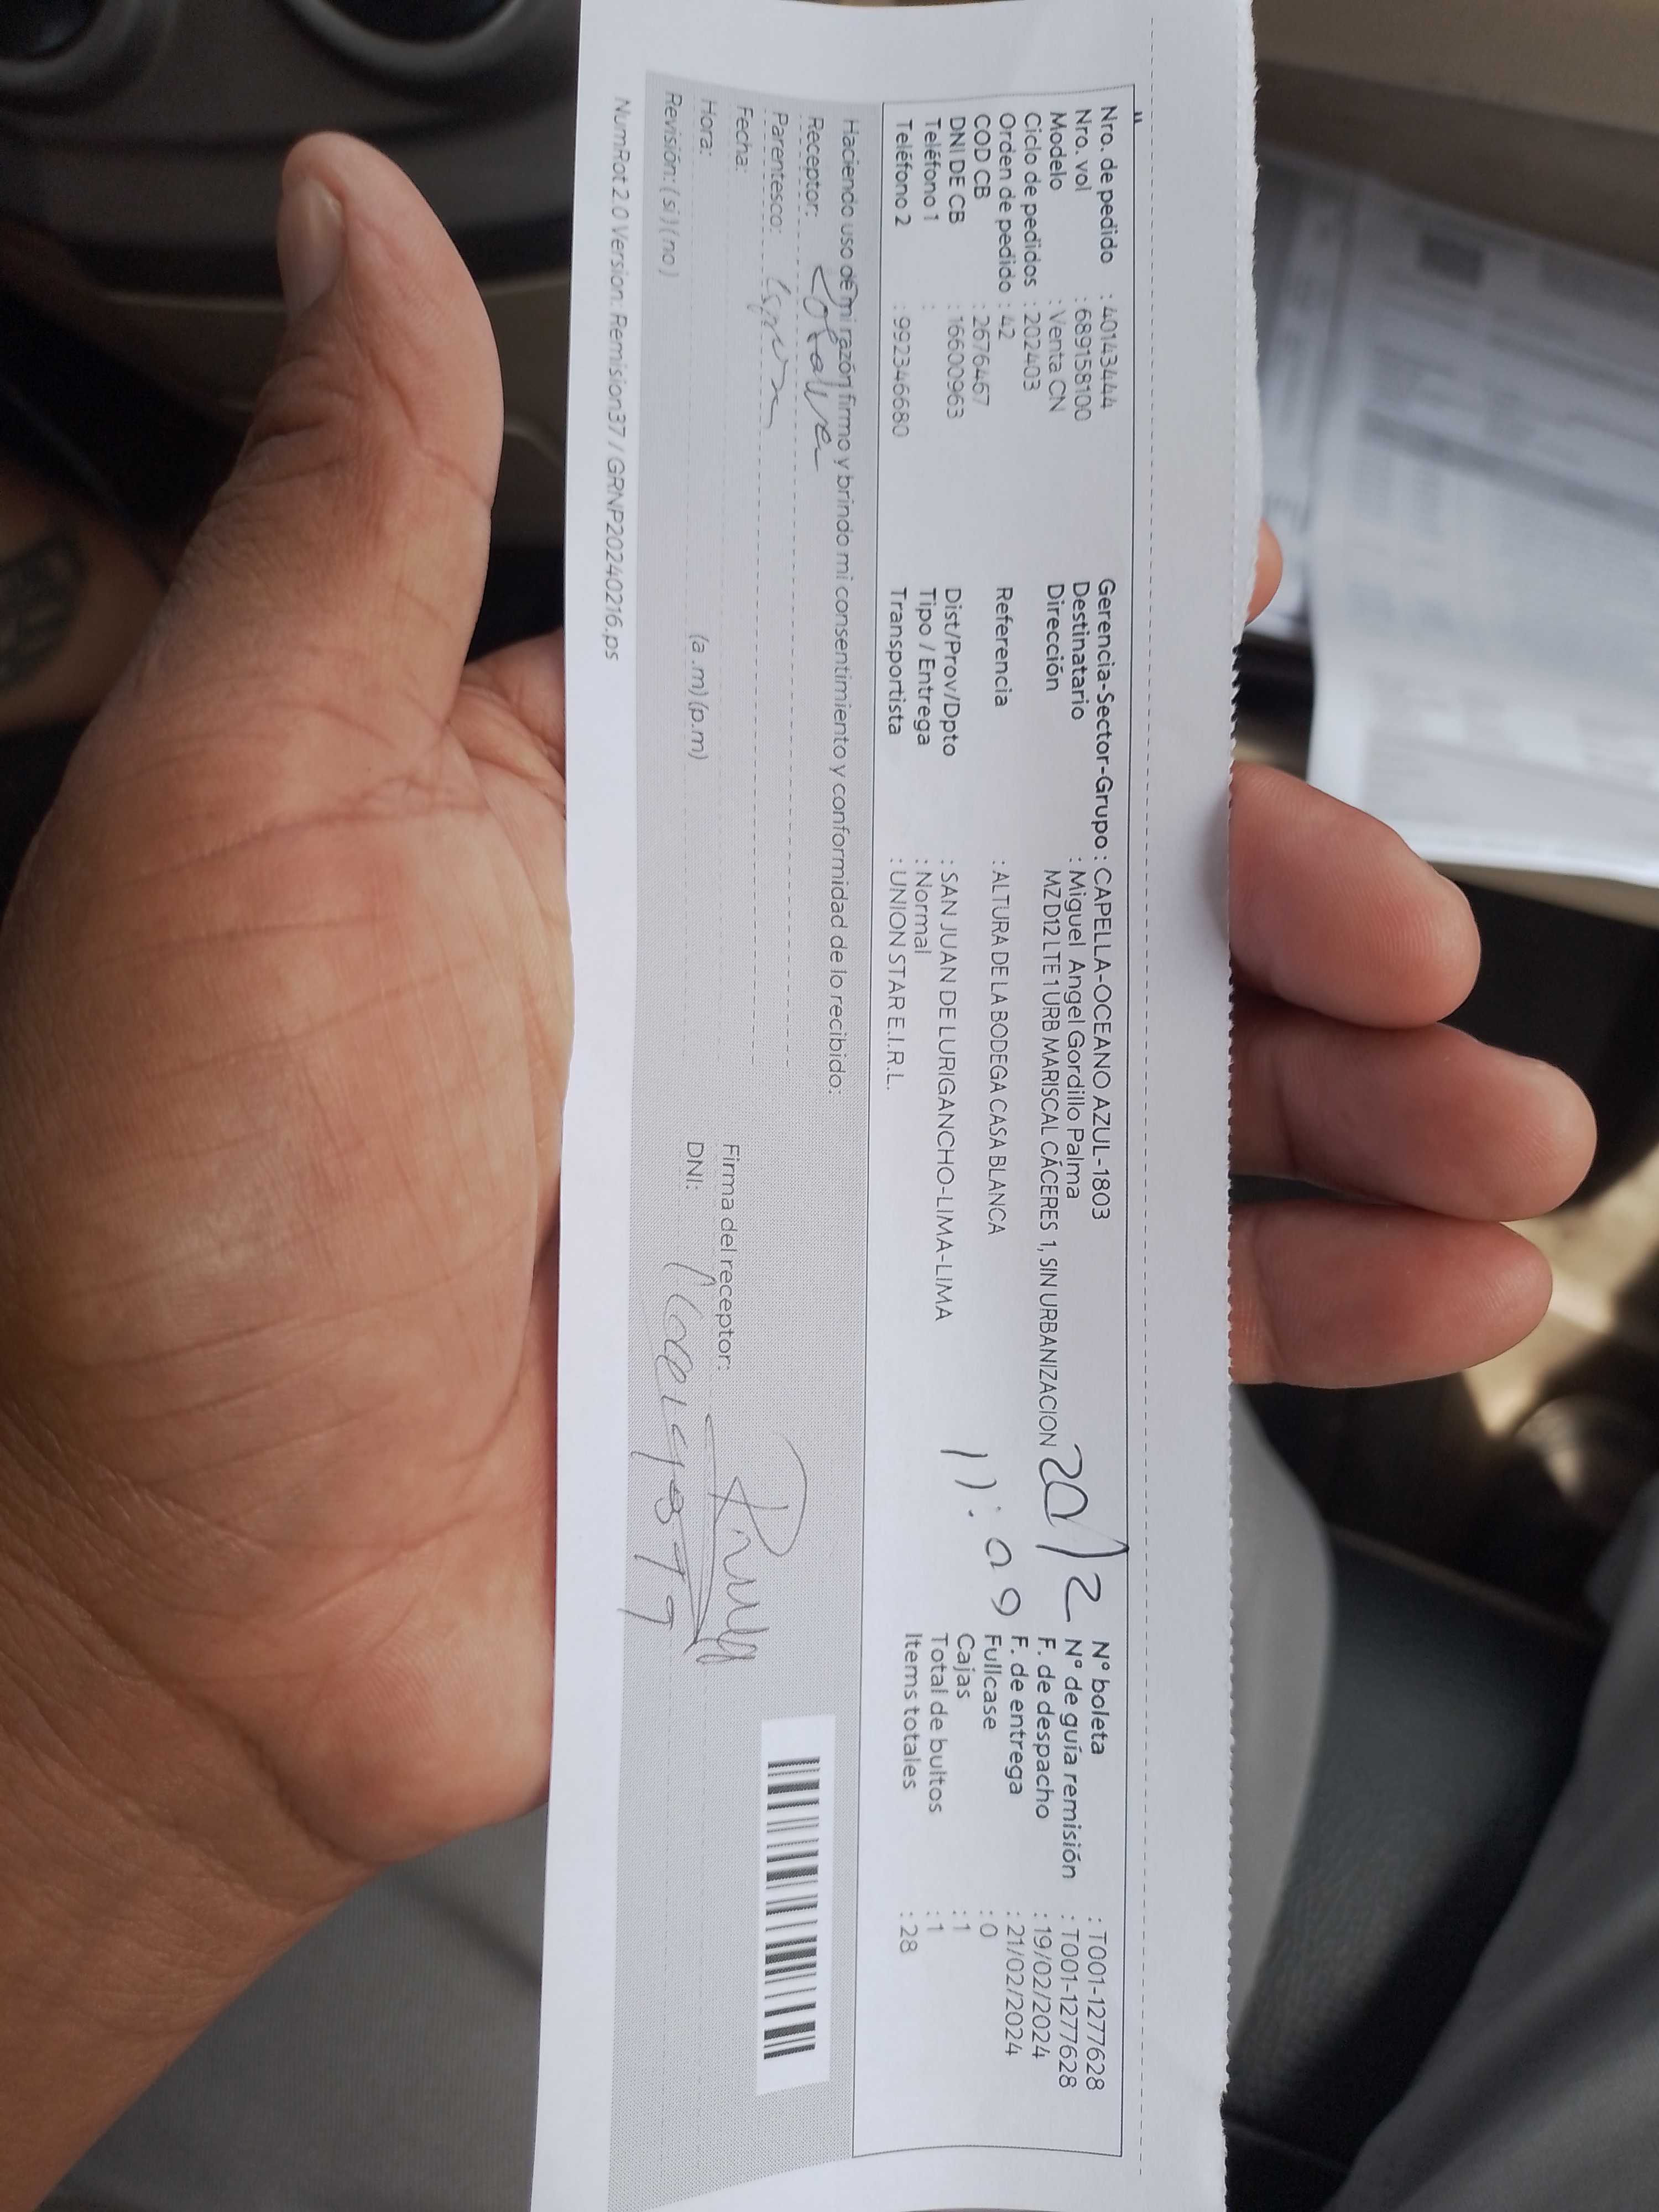 Nro. de pedido : 40143444
Nro. vol : 689158100
Modelo : Venta CN
Ciclo de pedidos : 202403
Orden de pedido : 42
COD CB : 2676467
DNI DE CB : 16600963
Teléfono 1 :
Teléfono 2 : 992346680
Gerencia-Sector-Grupo : CAPELLA-OCEANO AZUL-1803
Destinatario : Miguel Angel Gordillo Palma
Dirección MZ D12 LTE 1 URB MARISCAL CÁCERES 1, SIN URBANIZACION
Referencia : ALTURA DE LA BODEGA CASA BLANCA
Dist/Prov/Dpto : SAN JUAN DE LURIGANCHO-LIMA-LIMA
Tipo / Entrega : Normal
Transportista : UNION STAR E.I.R.L.
20/2
11:09
N° boleta : T001-1277628
N° de guía remisión : T001-1277628
F. de despacho : 19/02/2024
F. de entrega : 21/02/2024
Fullcase : 0
Cajas : 1
Total de bultos : 1
Items totales : 28
Haciendo uso de mi razón firmo y brindo mi consentimiento y conformidad de lo recibido:
Receptor:
Parentesco:
Fecha:
Hora: (a.m) (p.m)
Revisión: ( si ) ( no )
Firma del receptor:
DNI:
NumRot 2.0 Version. Remision37 / GRNP20240216.ps